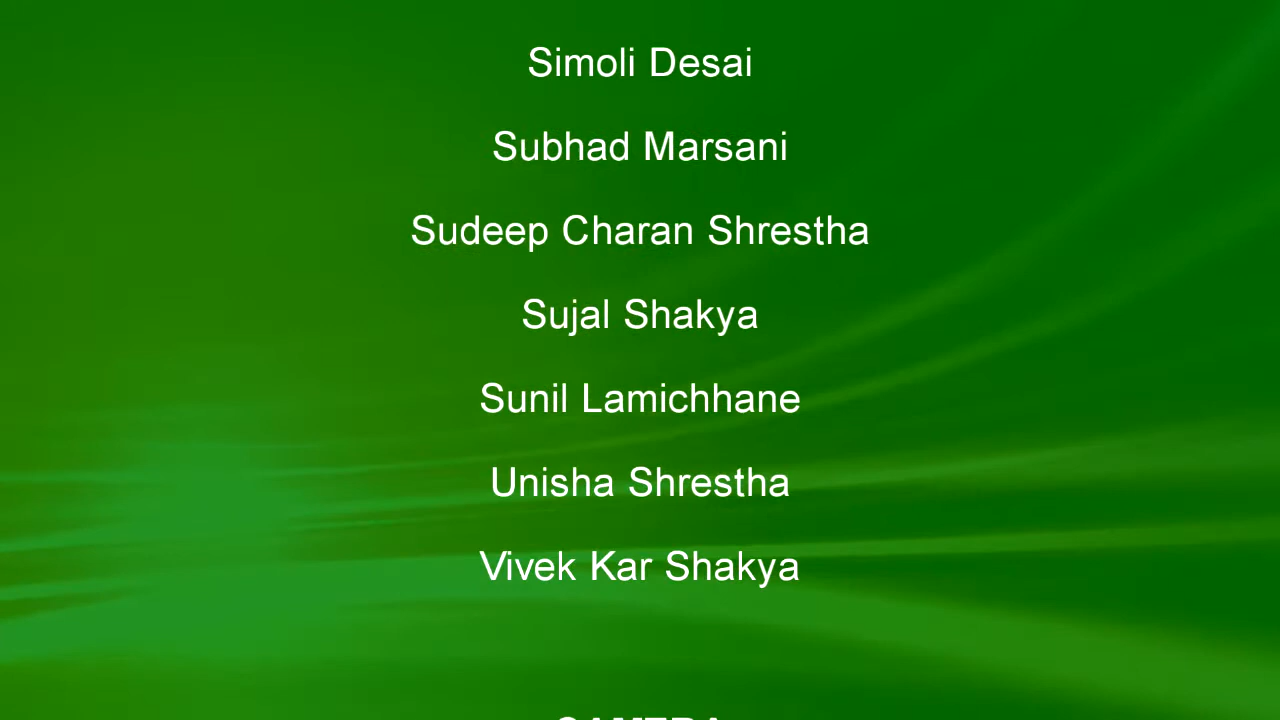 Simoli Desai
Subhad Marsani
Sudeep Charan Shrestha
Sujal Shakya
Sunil Lamichhane
Unisha Shrestha
Vivek Kar Shakya